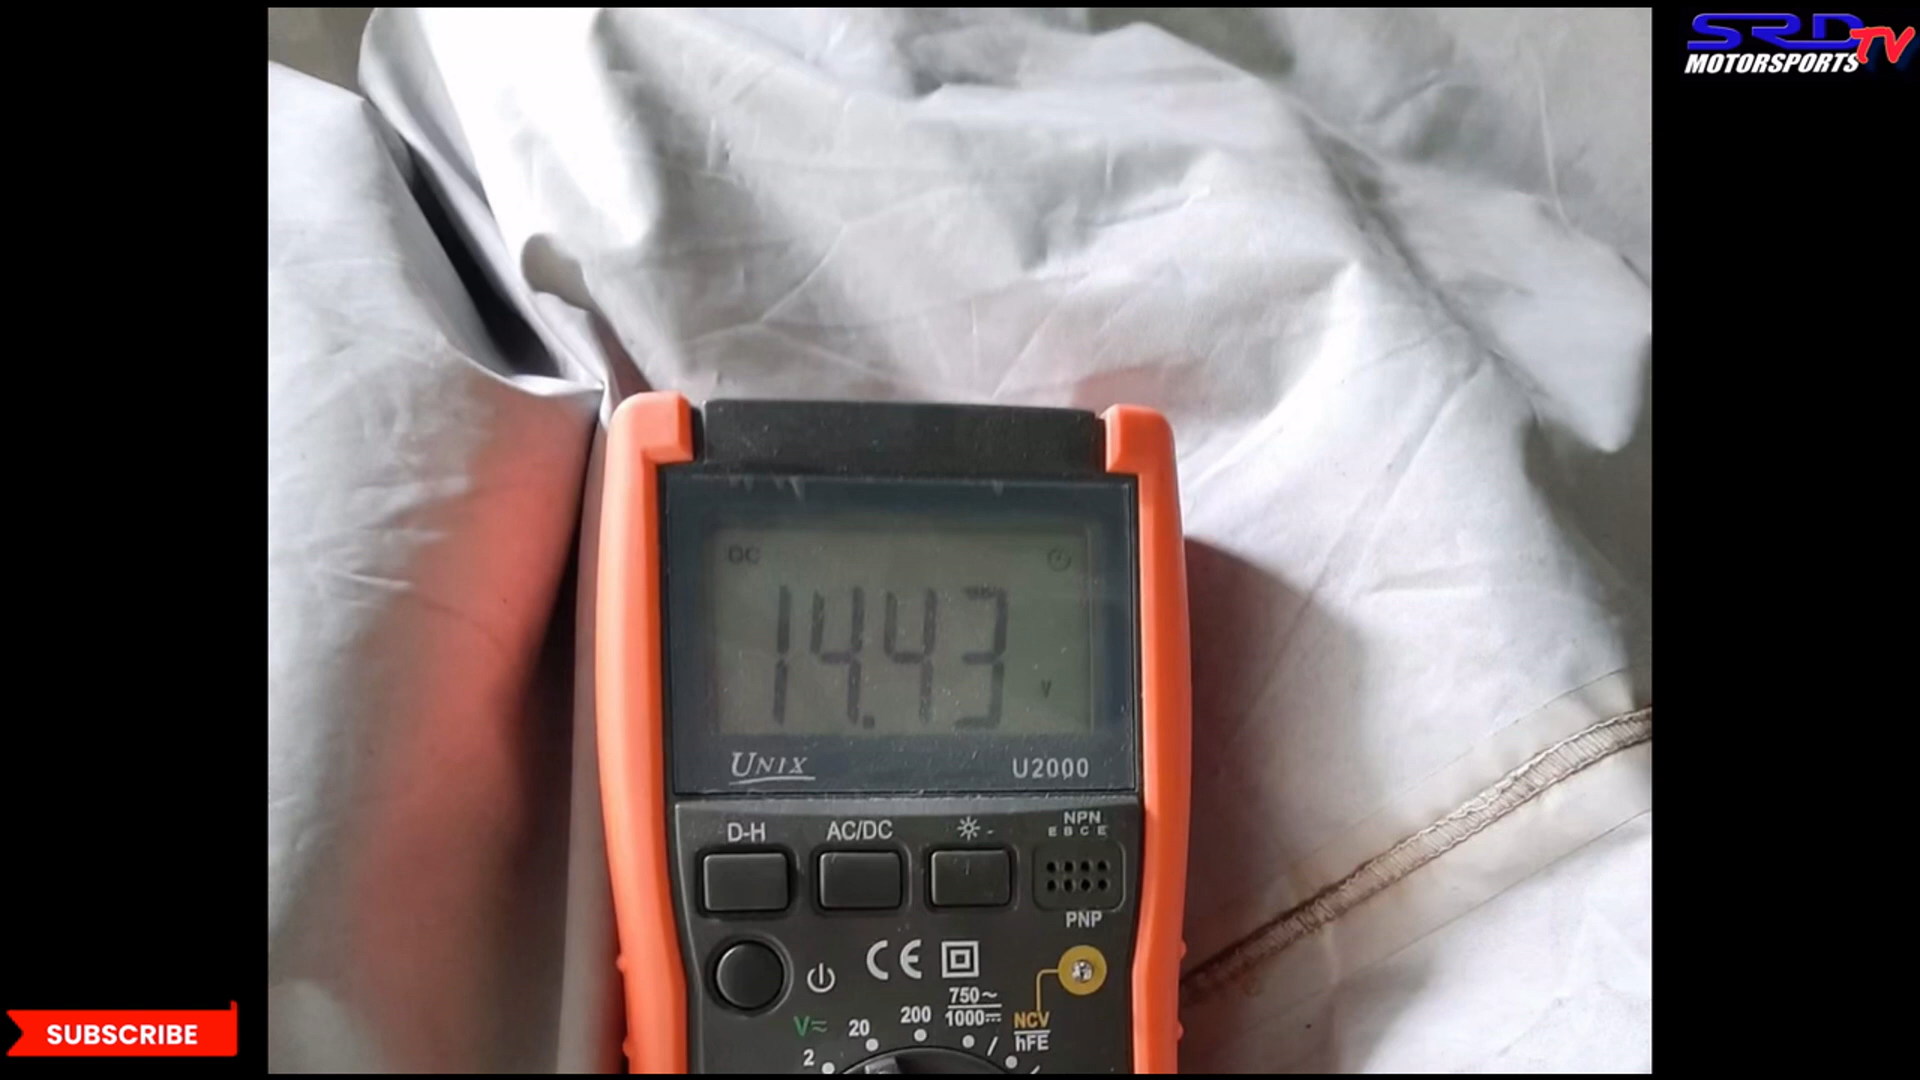 SRD TV
MOTORSPORTS
DC
14.43
V
UNIX
U2000
D-H
AC/DC
NPN
E B C E
PNP
CE
750~
1000
V
20
200
NCV
hFE
2
SUBSCRIBE